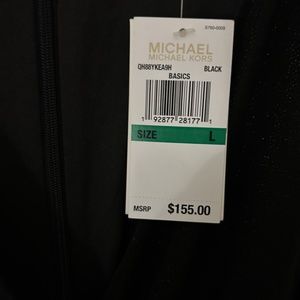 MICHAEL
MICHAEL KORS
QH88YKEA9H BLACK
BASICS
1 92877 28177 1
SIZE L
MSRP $155.00